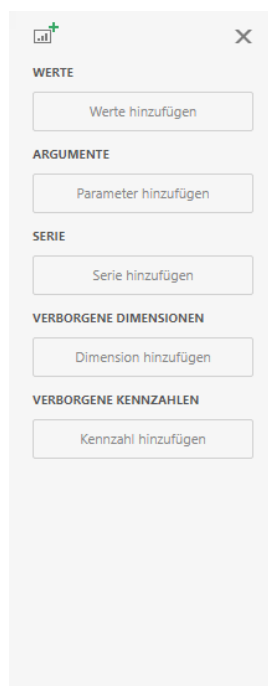 WERTE
Werte hinzufügen
ARGUMENTE
Parameter hinzufügen
SERIE
Serie hinzufügen
VERBORGENE DIMENSIONEN
Dimension hinzufügen
VERBORGENE KENNZAHLEN
Kennzahl hinzufügen